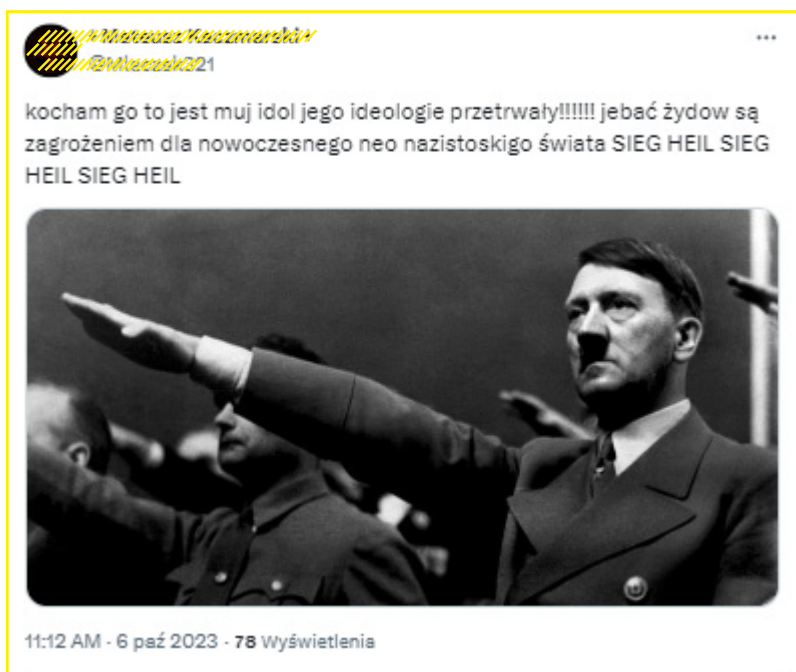 kocham go to jest muj idol jego ideologie przetrwały!!!!!! jebać żydow są
zagrożeniem dla nowoczesnego neo nazistoskigo świata SIEG HEIL SIEG
HEIL SIEG HEIL
11:12 AM · 6 paź 2023 · 78 Wyświetlenia